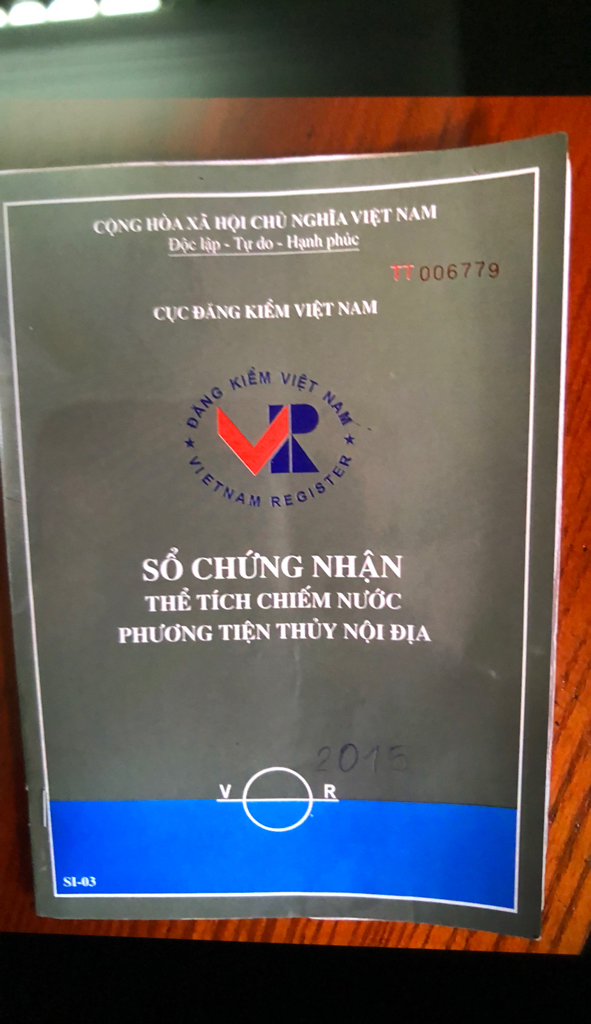 CỘNG HÒA XÃ HỘI CHỦ NGHĨA VIỆT NAM
Độc lập - Tự do - Hạnh phúc
TT 006779
CỤC ĐĂNG KIỂM VIỆT NAM
★ ĐĂNG KIỂM VIỆT NAM ★
VR
VIETNAM REGISTER
SỔ CHỨNG NHẬN
THỂ TÍCH CHIẾM NƯỚC
PHƯƠNG TIỆN THỦY NỘI ĐỊA
2015
V R
SI-03